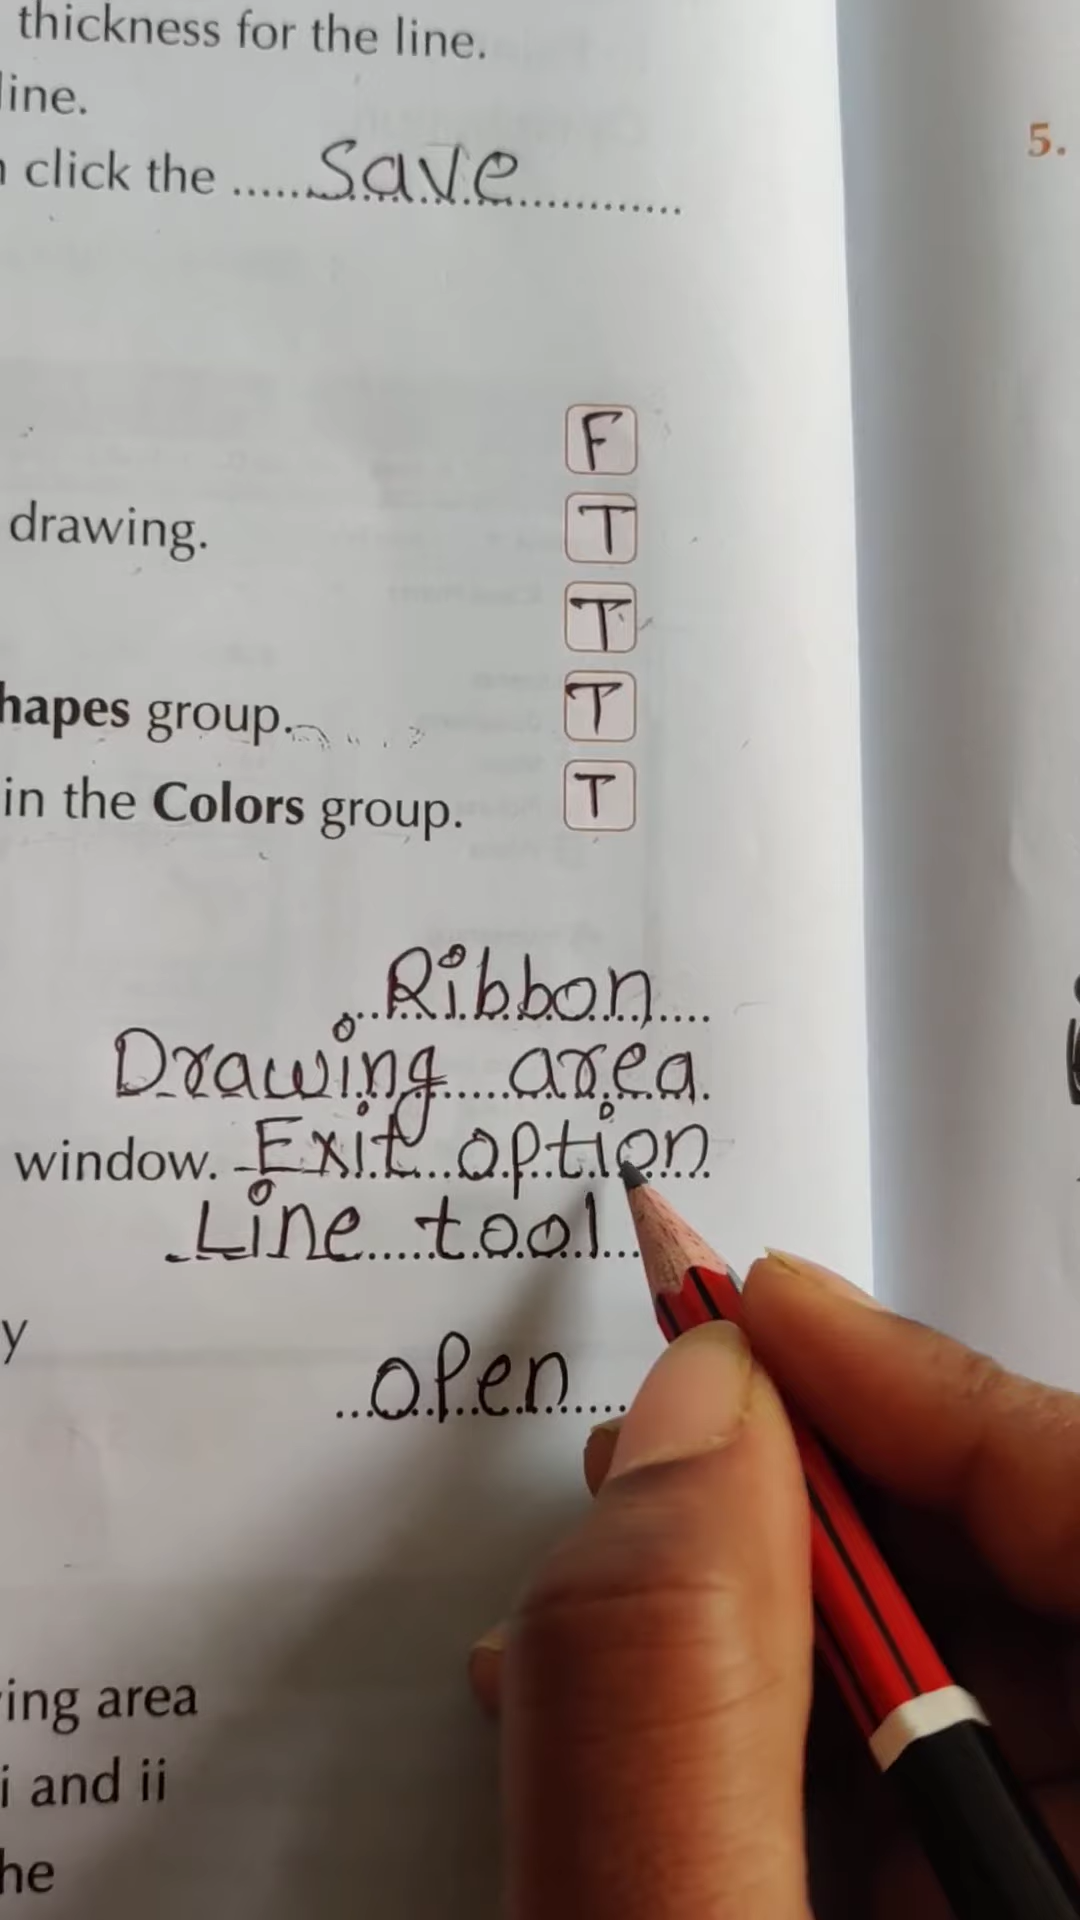 thickness for the line.
line.
click the ..... Save ............
5.
F
drawing. T
T
hapes group. T
in the Colors group. T
Ribbon
Drawing area
window. Exit option
Line tool
y
open
ing area
i and ii
he